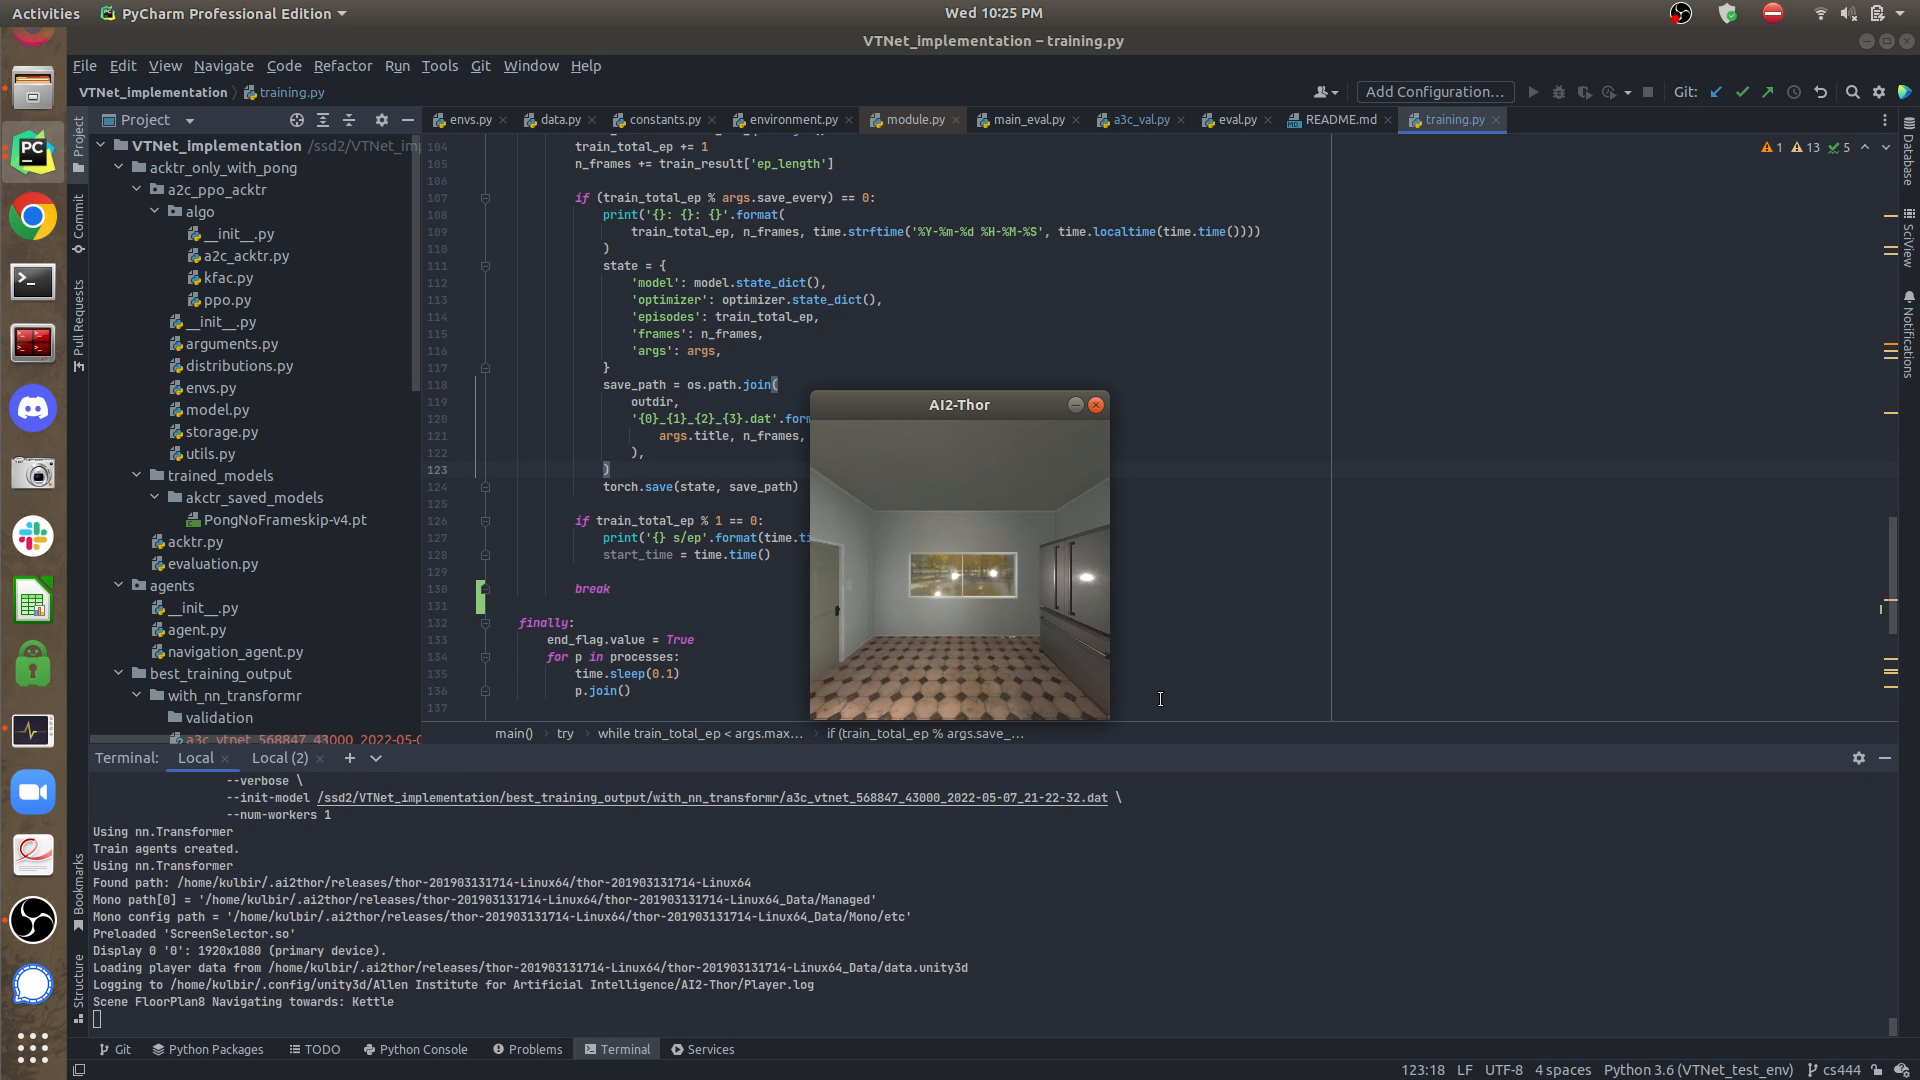 Activities
PyCharm Professional Edition
Wed 10:25 PM
VTNet_implementation – training.py
File Edit View Navigate Code Refactor Run Tools Git Window Help
VTNet_implementation training.py
Add Configuration...
Git:
Project
envs.py
data.py
constants.py
environment.py
module.py
main_eval.py
a3c_val.py
eval.py
README.md
training.py
Project
Commit
Pull Requests
Bookmarks
Structure
VTNet_implementation /ssd2/VTNet_im
acktr_only_with_pong
a2c_ppo_acktr
algo
__init__.py
a2c_acktr.py
kfac.py
ppo.py
__init__.py
arguments.py
distributions.py
envs.py
model.py
storage.py
utils.py
trained_models
akctr_saved_models
PongNoFrameskip-v4.pt
acktr.py
evaluation.py
agents
__init__.py
agent.py
navigation_agent.py
best_training_output
with_nn_transformr
validation
a3c_vtnet_568847_43000_2022-05-0
1 13 5
104 train_total_ep += 1
105 n_frames += train_result['ep_length']
106
107 if (train_total_ep % args.save_every) == 0:
108 print('{}: {}: {}'.format(
109 train_total_ep, n_frames, time.strftime('%Y-%m-%d %H-%M-%S', time.localtime(time.time())))
110 )
111 state = {
112 'model': model.state_dict(),
113 'optimizer': optimizer.state_dict(),
114 'episodes': train_total_ep,
115 'frames': n_frames,
116 'args': args,
117 }
118 save_path = os.path.join(
119 outdir,
120 '{0}_{1}_{2}_{3}.dat'.form
121 args.title, n_frames,
122 ),
123 )
124 torch.save(state, save_path)
125
126 if train_total_ep % 1 == 0:
127 print('{} s/ep'.format(time.ti
128 start_time = time.time()
129
130 break
131
132 finally:
133 end_flag.value = True
134 for p in processes:
135 time.sleep(0.1)
136 p.join()
137
AI2-Thor
Database
SciView
Notifications
main() try while train_total_ep < args.max... if (train_total_ep % args.save_...
Terminal: Local Local (2)
--verbose \
--init-model /ssd2/VTNet_implementation/best_training_output/with_nn_transformr/a3c_vtnet_568847_43000_2022-05-07_21-22-32.dat \
--num-workers 1
Using nn.Transformer
Train agents created.
Using nn.Transformer
Found path: /home/kulbir/.ai2thor/releases/thor-201903131714-Linux64/thor-201903131714-Linux64
Mono path[0] = '/home/kulbir/.ai2thor/releases/thor-201903131714-Linux64/thor-201903131714-Linux64_Data/Managed'
Mono config path = '/home/kulbir/.ai2thor/releases/thor-201903131714-Linux64/thor-201903131714-Linux64_Data/Mono/etc'
Preloaded 'ScreenSelector.so'
Display 0 '0': 1920x1080 (primary device).
Loading player data from /home/kulbir/.ai2thor/releases/thor-201903131714-Linux64/thor-201903131714-Linux64_Data/data.unity3d
Logging to /home/kulbir/.config/unity3d/Allen Institute for Artificial Intelligence/AI2-Thor/Player.log
Scene FloorPlan8 Navigating towards: Kettle
Git Python Packages TODO Python Console Problems Terminal Services
123:18 LF UTF-8 4 spaces Python 3.6 (VTNet_test_env) cs444